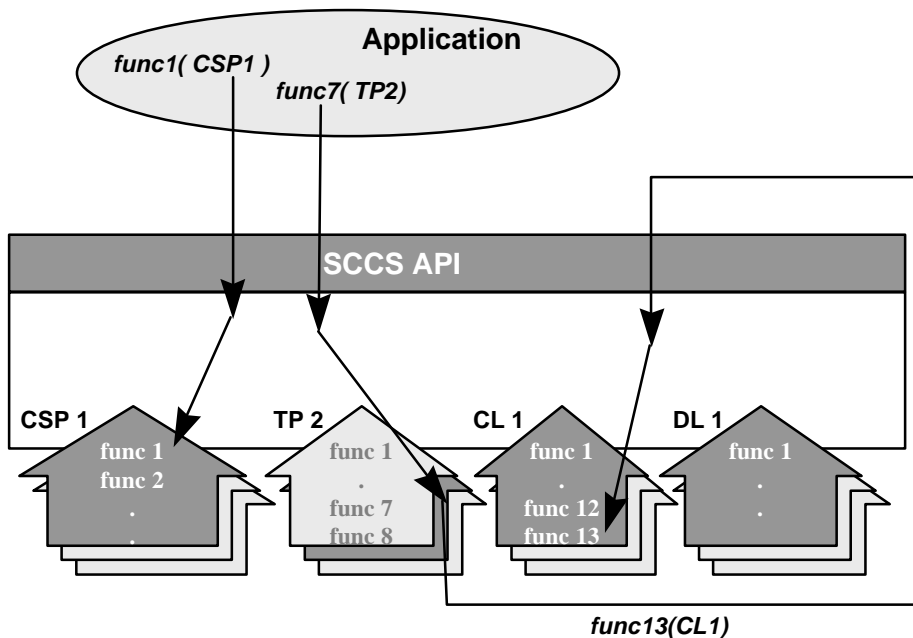 Application
func1( CSP1 )
func7( TP2)
SCCS API
CSP 1
TP 2
CL 1
DL 1
func 1
func 2
.
.
func 1
.
func 7
func 8
func 1
.
func 12
func 13
func 1
.
.
func13(CL1)